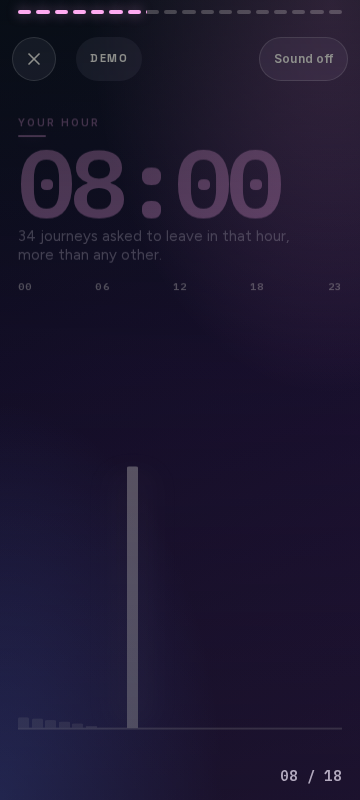 DEMO
Sound off
YOUR HOUR
08:00
34 journeys asked to leave in that hour,
more than any other.
00 06 12 18 23
08 / 18